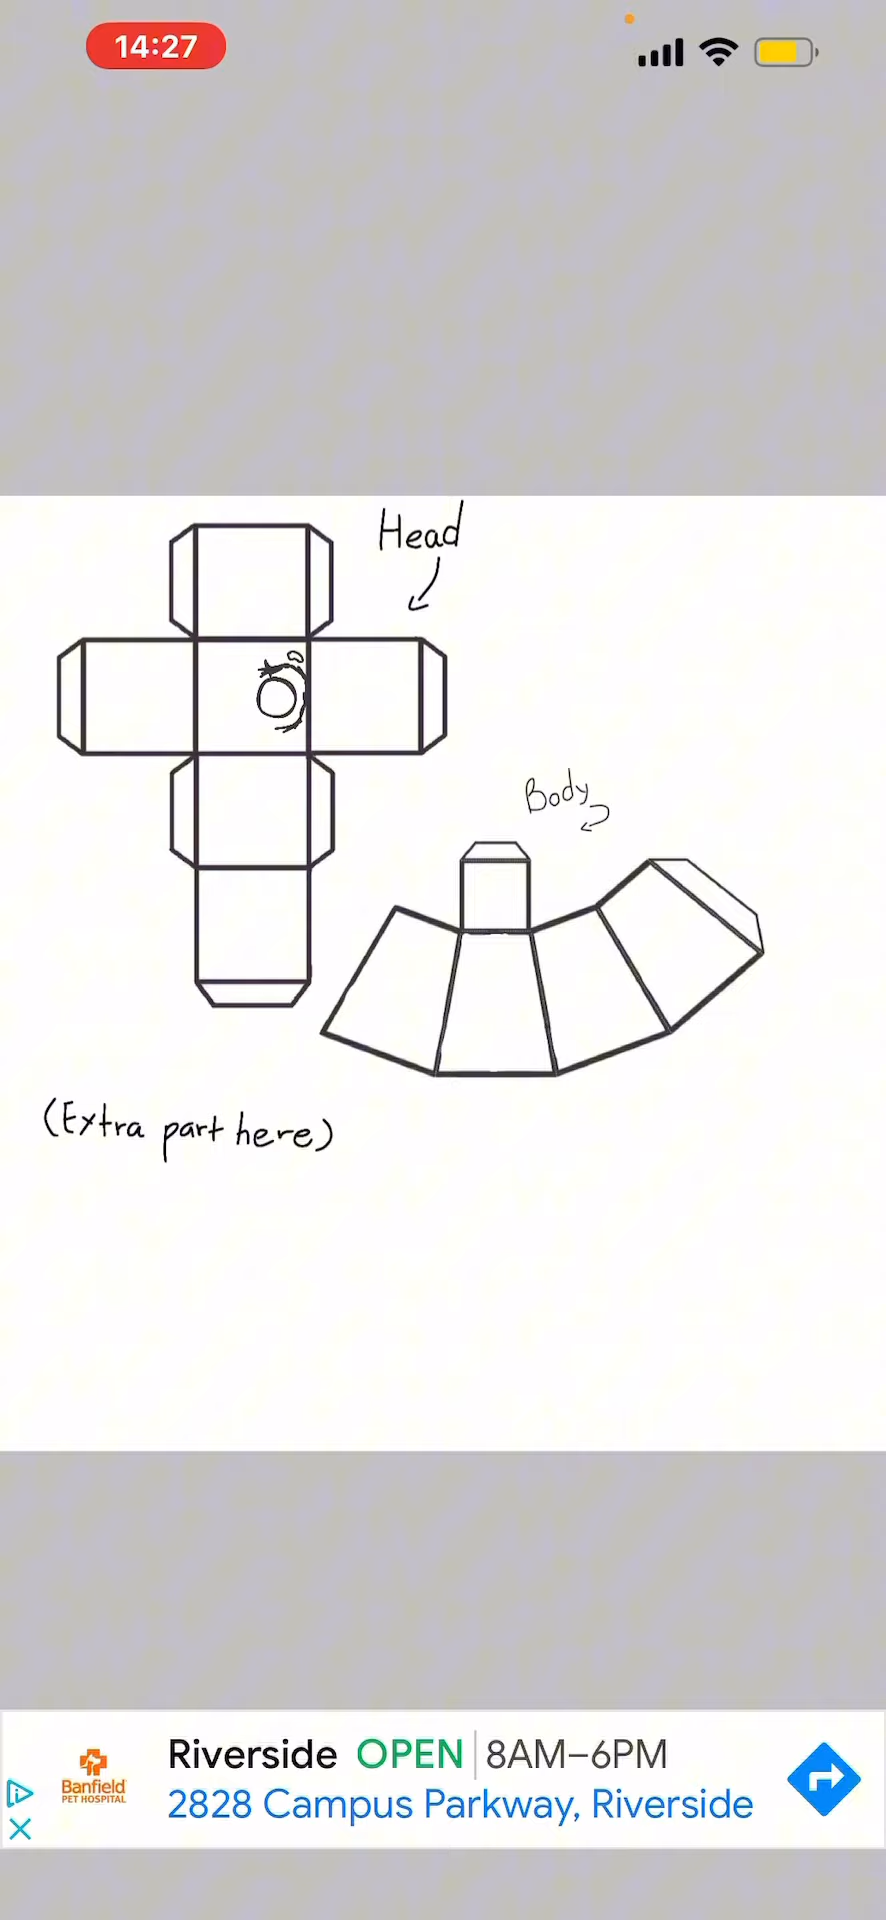 14:27
Head
Body
(Extra part here)
Riverside OPEN 8AM–6PM
Banfield
PET HOSPITAL
2828 Campus Parkway, Riverside